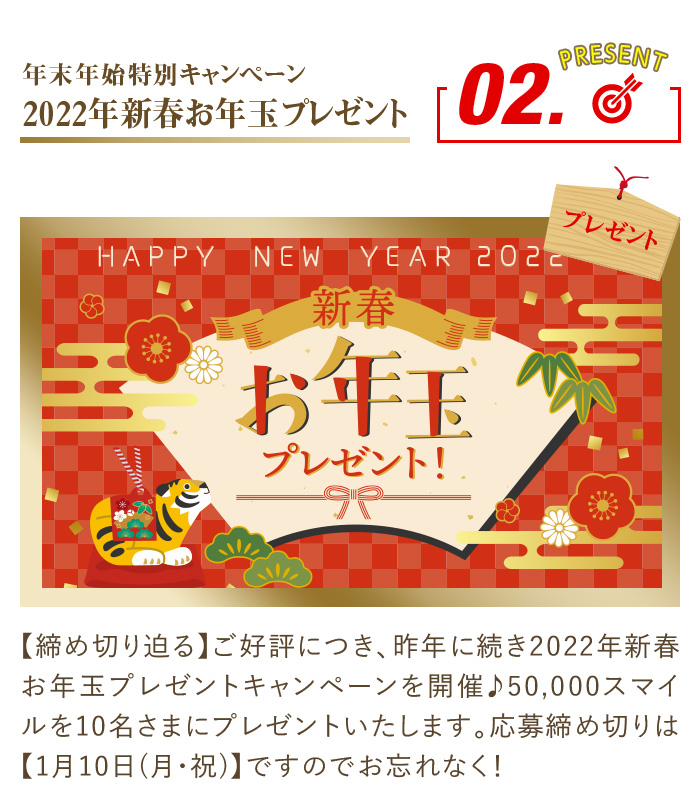 年末年始特別キャンペーン
2022年新春お年玉プレゼント
02.
PRESENT
プレゼント
HAPPY NEW YEAR 2022
新春
お年玉
プレゼント!
【締め切り迫る】ご好評につき、昨年に続き2022年新春
お年玉プレゼントキャンペーンを開催♪50,000スマイ
ルを10名さまにプレゼントいたします。応募締め切りは
【1月10日(月・祝)】ですのでお忘れなく!